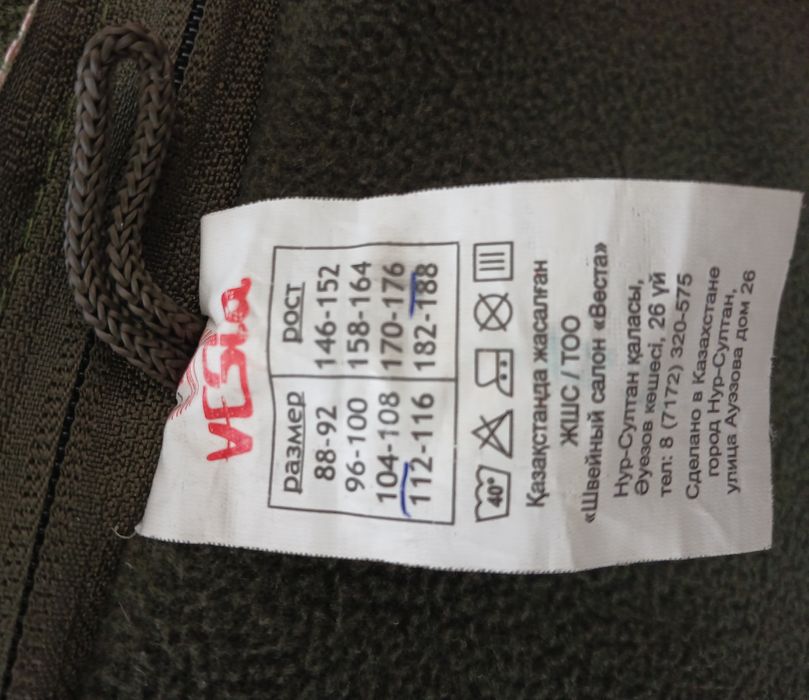 vesta
размер рост
88-92 146-152
96-100 158-164
104-108 170-176
112-116 182-188
40°
Қазақстанда жасалған
ЖШС / ТОО
«Швейный салон «Веста»
Нур-Султан қаласы,
Әуезов көшесі, 26 үй
тел: 8 (7172) 320-575
Сделано в Казахстане
город Нур-Султан,
улица Ауэзова дом 26